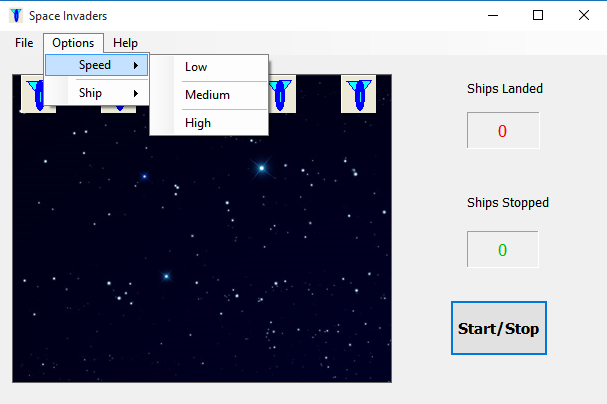 Space Invaders
File Options Help
Speed
Ship
Low
Medium
High
Ships Landed
0
Ships Stopped
0
Start/Stop